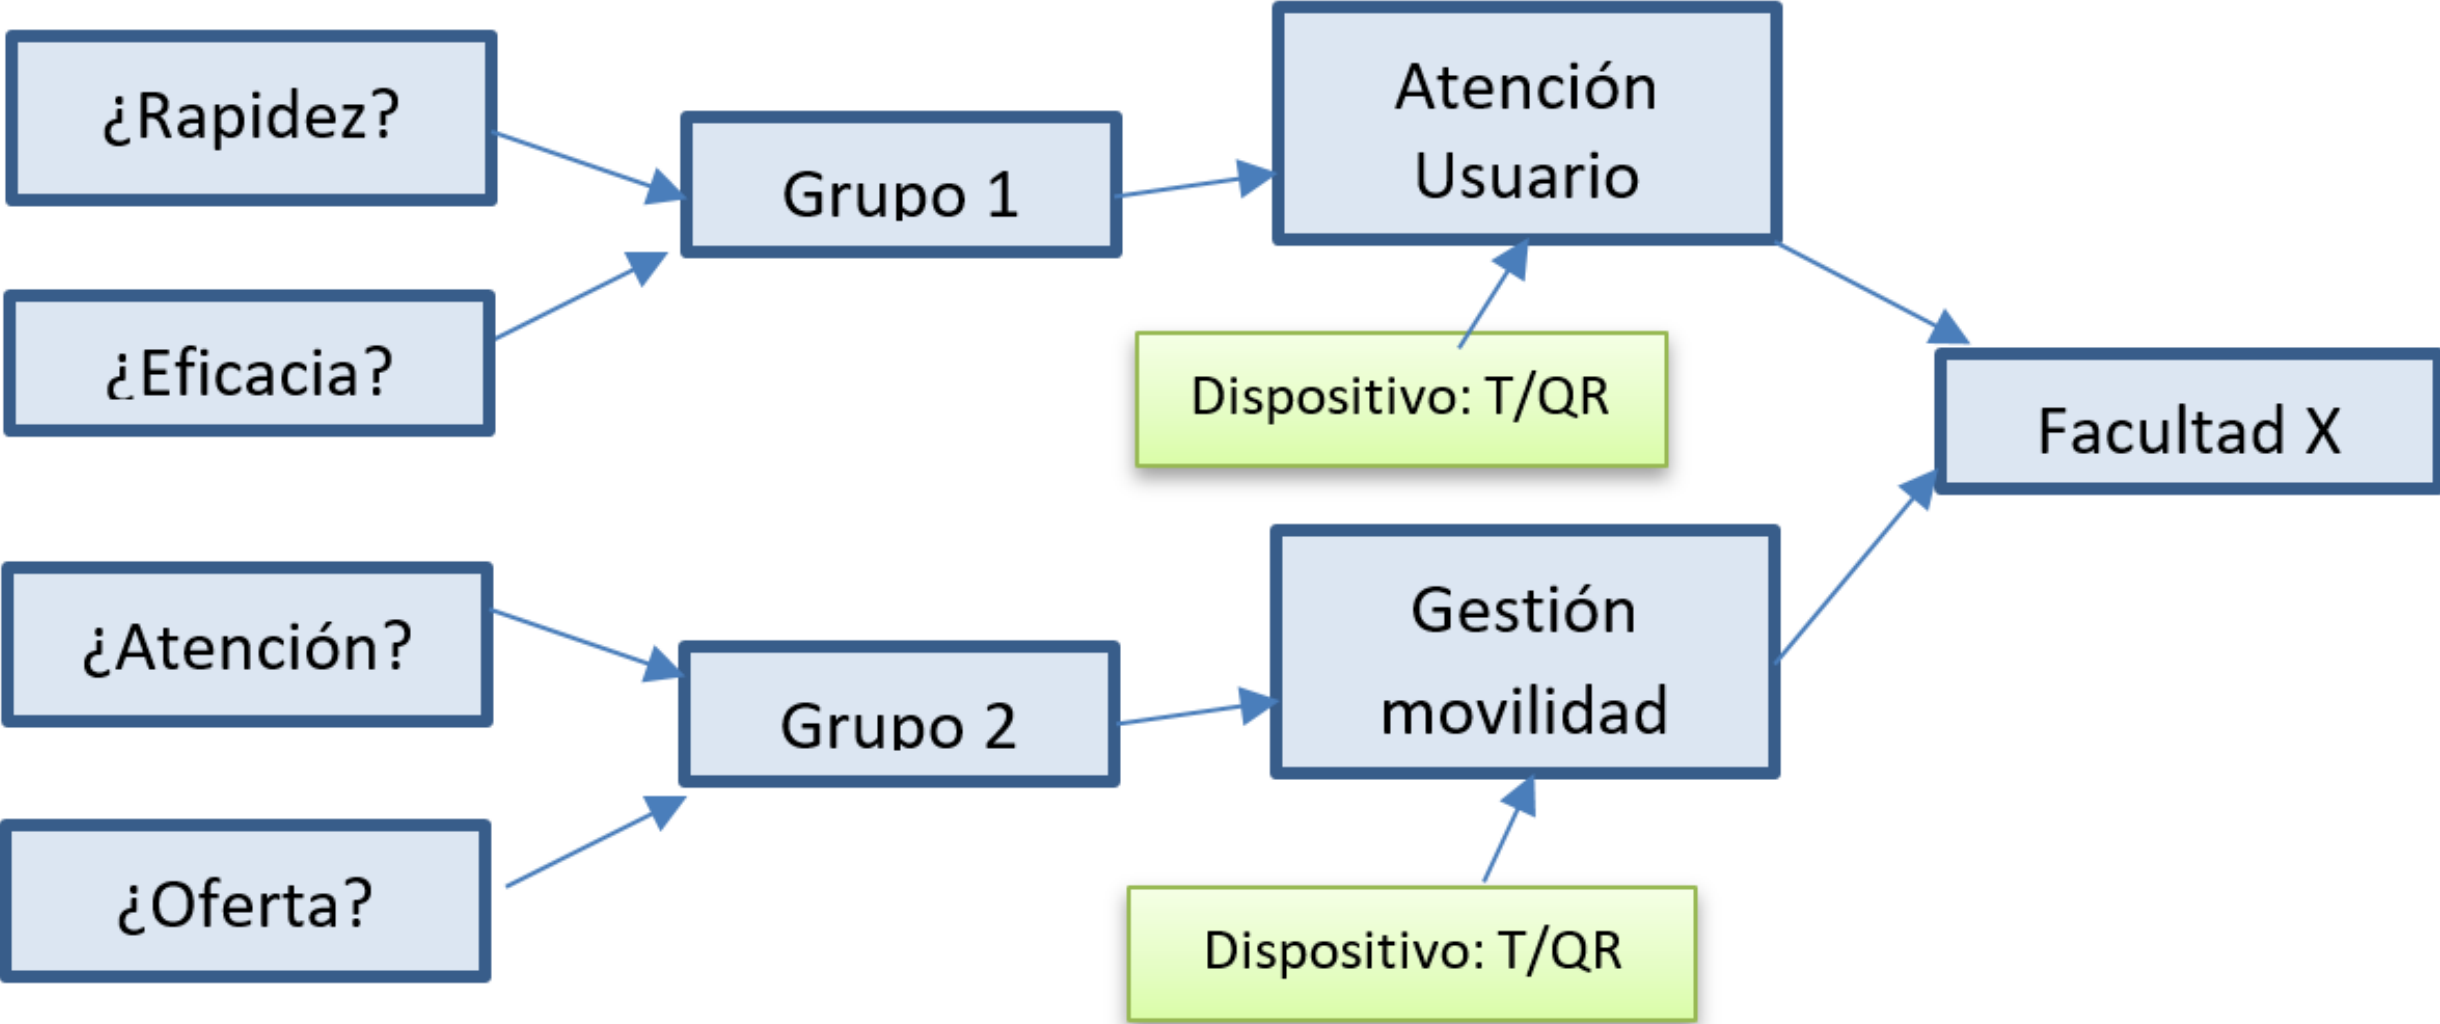 ¿Rapidez?
¿Eficacia?
Grupo 1
Atención
Usuario
Dispositivo: T/QR
Facultad X
¿Atención?
¿Oferta?
Grupo 2
Gestión
movilidad
Dispositivo: T/QR